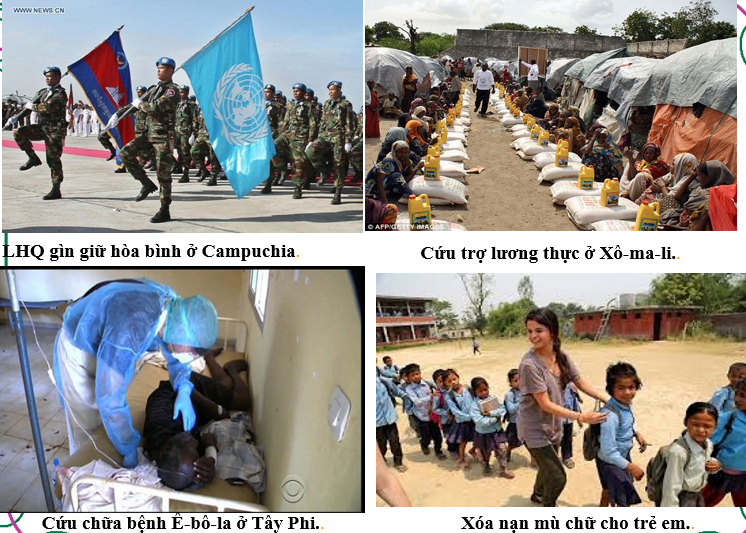 WWW.NEWS.CN
LHQ gìn giữ hòa bình ở Campuchia.
© AFP/GETTY IMAGES
Cứu trợ lương thực ở Xô-ma-li..
Cứu chữa bệnh Ê-bô-la ở Tây Phi..
Xóa nạn mù chữ cho trẻ em..